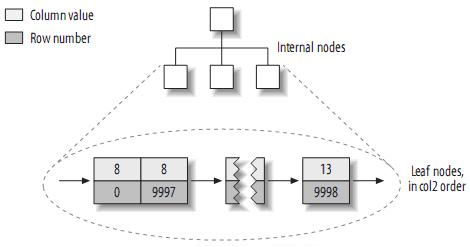 Column value
Row number
Internal nodes
8 8 13
0 9997 9998
Leaf nodes,
in col2 order